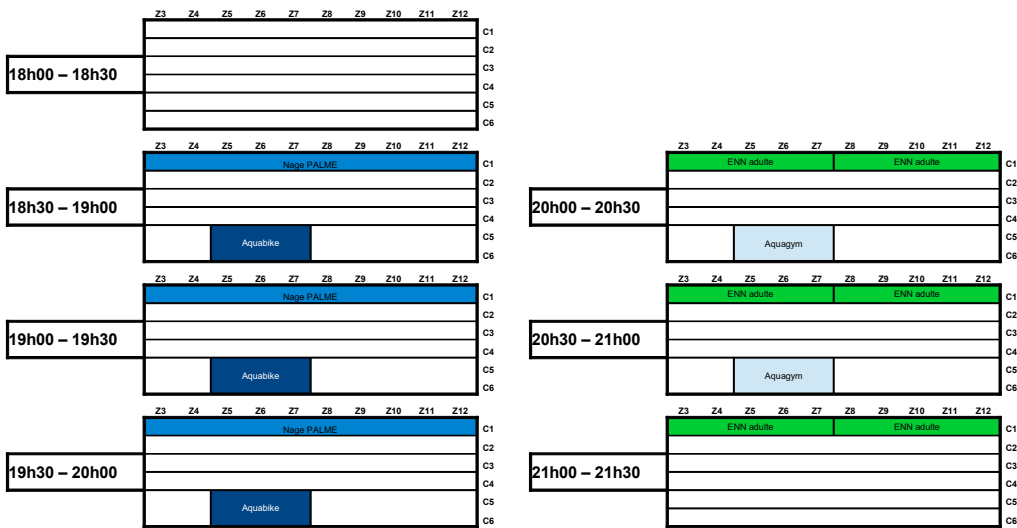 Z3 Z4 Z5 Z6 Z7 Z8 Z9 Z10 Z11 Z12
C1
C2
18h00 – 18h30
C3
C4
C5
C6
Z3 Z4 Z5 Z6 Z7 Z8 Z9 Z10 Z11 Z12
Nage PALME C1
C2
18h30 – 19h00
C3
C4
Aquabike
C5
C6
Z3 Z4 Z5 Z6 Z7 Z8 Z9 Z10 Z11 Z12
Nage PALME C1
C2
19h00 – 19h30
C3
C4
Aquabike
C5
C6
Z3 Z4 Z5 Z6 Z7 Z8 Z9 Z10 Z11 Z12
Nage PALME C1
C2
19h30 – 20h00
C3
C4
Aquabike
C5
C6
Z3 Z4 Z5 Z6 Z7 Z8 Z9 Z10 Z11 Z12
ENN adulte ENN adulte C1
C2
20h00 – 20h30
C3
C4
Aquagym
C5
C6
Z3 Z4 Z5 Z6 Z7 Z8 Z9 Z10 Z11 Z12
ENN adulte ENN adulte C1
C2
20h30 – 21h00
C3
C4
Aquagym
C5
C6
Z3 Z4 Z5 Z6 Z7 Z8 Z9 Z10 Z11 Z12
ENN adulte ENN adulte C1
C2
21h00 – 21h30
C3
C4
C5
C6